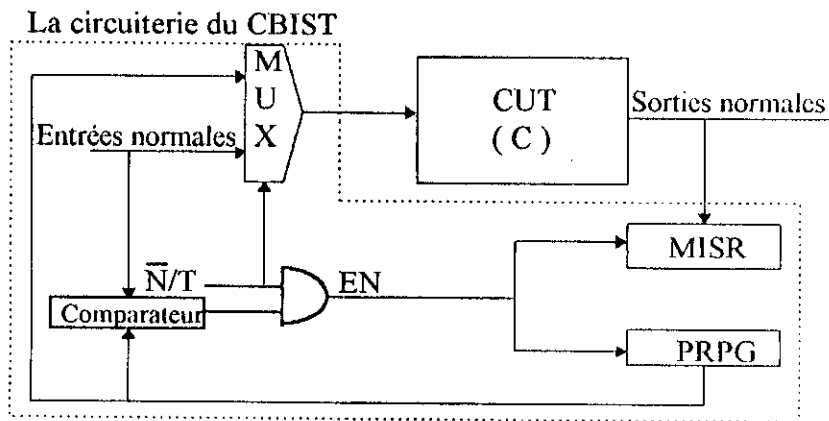 La circuiterie du CBIST
M
U
X
CUT
( C )
Sorties normales
Entrées normales
MISR
N̅/T
EN
Comparateur
PRPG